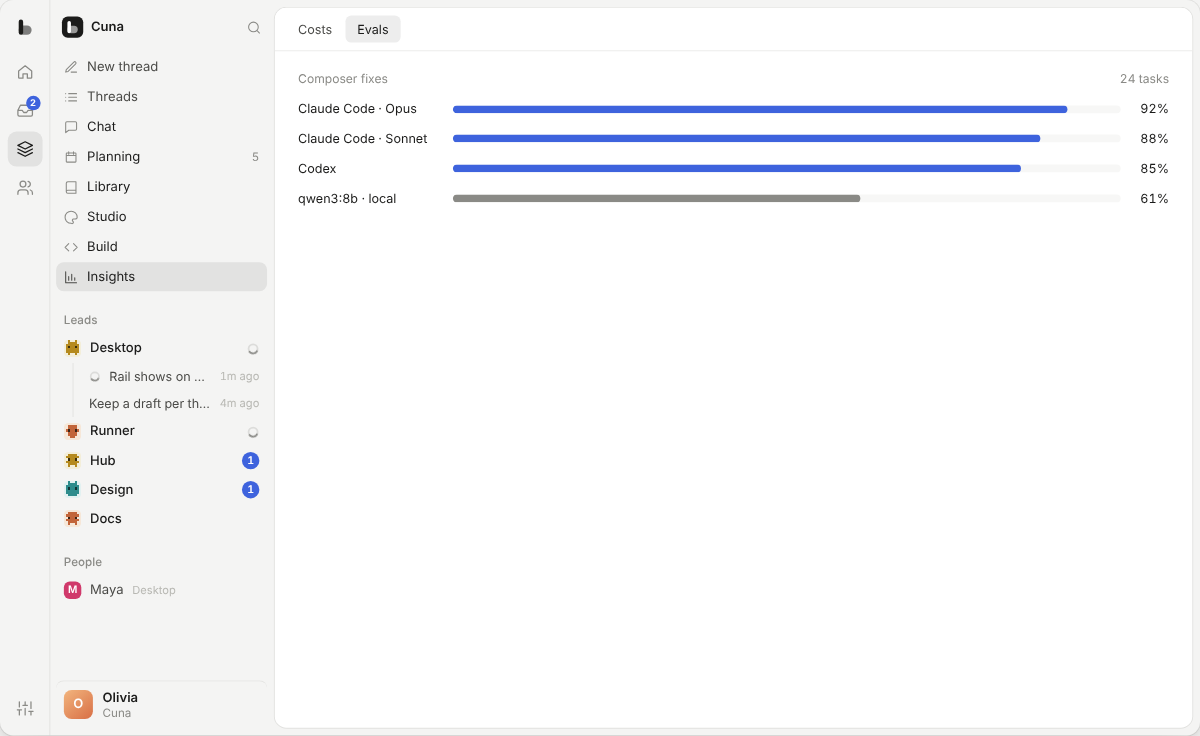 2
Cuna
New thread
Threads
Chat
Planning 5
Library
Studio
Build
Insights
Leads
Desktop
Rail shows on ... 1m ago
Keep a draft per th... 4m ago
Runner
Hub 1
Design 1
Docs
People
M Maya Desktop
O Olivia
Cuna
Costs Evals
Composer fixes 24 tasks
Claude Code · Opus 92%
Claude Code · Sonnet 88%
Codex 85%
qwen3:8b · local 61%